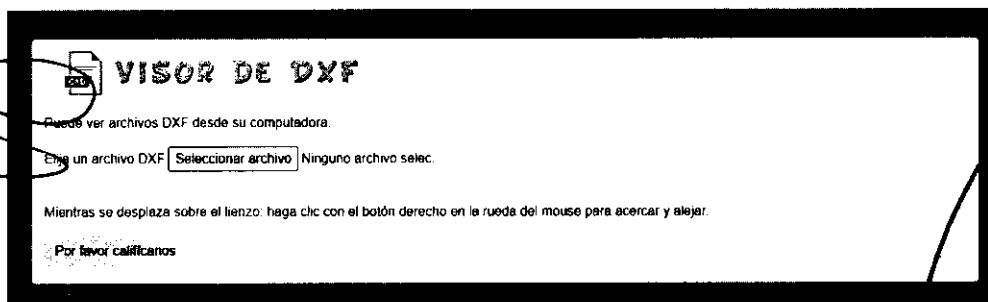 VISOR DE DXF
Puede ver archivos DXF desde su computadora.
Elija un archivo DXF Seleccionar archivo Ninguno archivo selec.
Mientras se desplaza sobre el lienzo: haga clic con el botón derecho en la rueda del mouse para acercar y alejar.
Por favor califícanos